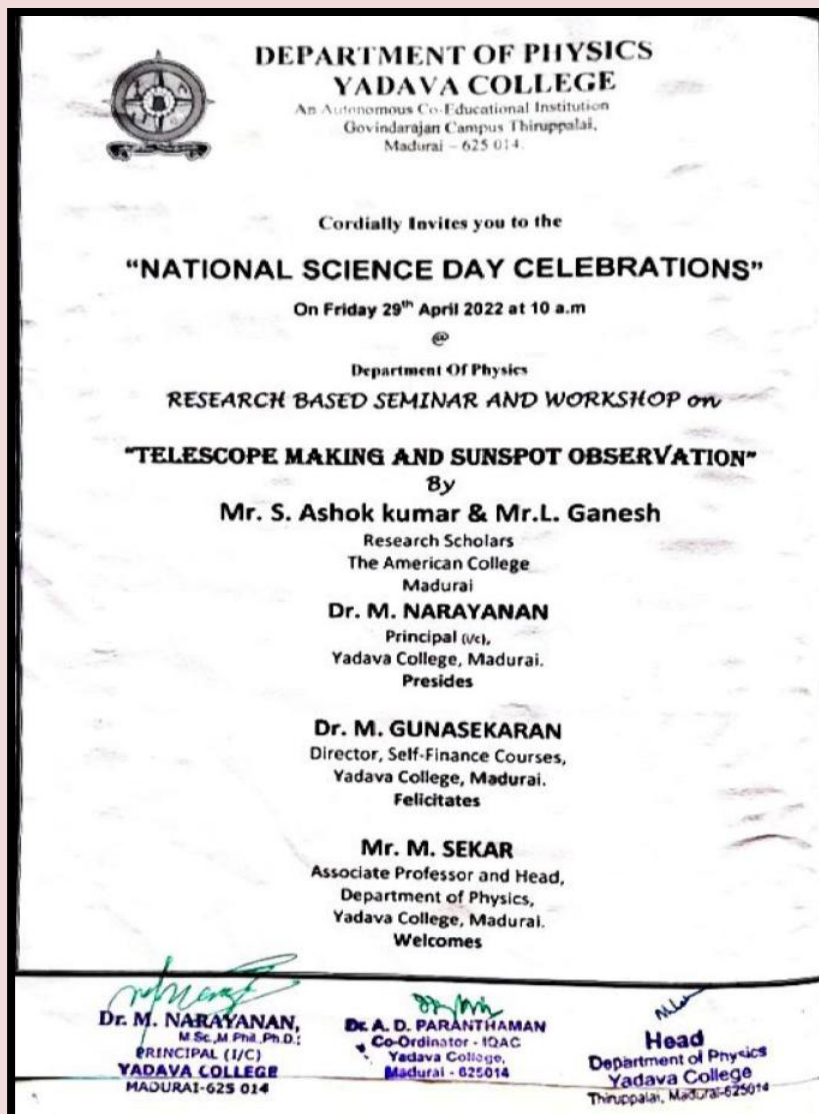 DEPARTMENT OF PHYSICS
YADAVA COLLEGE
An Autonomous Co-Educational Institution
Govindarajan Campus Thiruppalai,
Madurai – 625 014.
Cordially Invites you to the
“NATIONAL SCIENCE DAY CELEBRATIONS”
On Friday 29th April 2022 at 10 a.m
@
Department Of Physics
RESEARCH BASED SEMINAR AND WORKSHOP on
"TELESCOPE MAKING AND SUNSPOT OBSERVATION"
By
Mr. S. Ashok kumar & Mr.L. Ganesh
Research Scholars
The American College
Madurai
Dr. M. NARAYANAN
Principal (i/c),
Yadava College, Madurai.
Presides
Dr. M. GUNASEKARAN
Director, Self-Finance Courses,
Yadava College, Madurai.
Felicitates
Mr. M. SEKAR
Associate Professor and Head,
Department of Physics,
Yadava College, Madurai.
Welcomes
Dr. M. NARAYANAN,
M.Sc.,M.Phil.,Ph.D.;
PRINCIPAL (I/C)
YADAVA COLLEGE
MADURAI-625 014
Dr. A. D. PARANTHAMAN
Co-Ordinator - IQAC
Yadava College,
Madurai - 625014
Head
Department of Physics
Yadava College
Thiruppalai, Madurai-625014